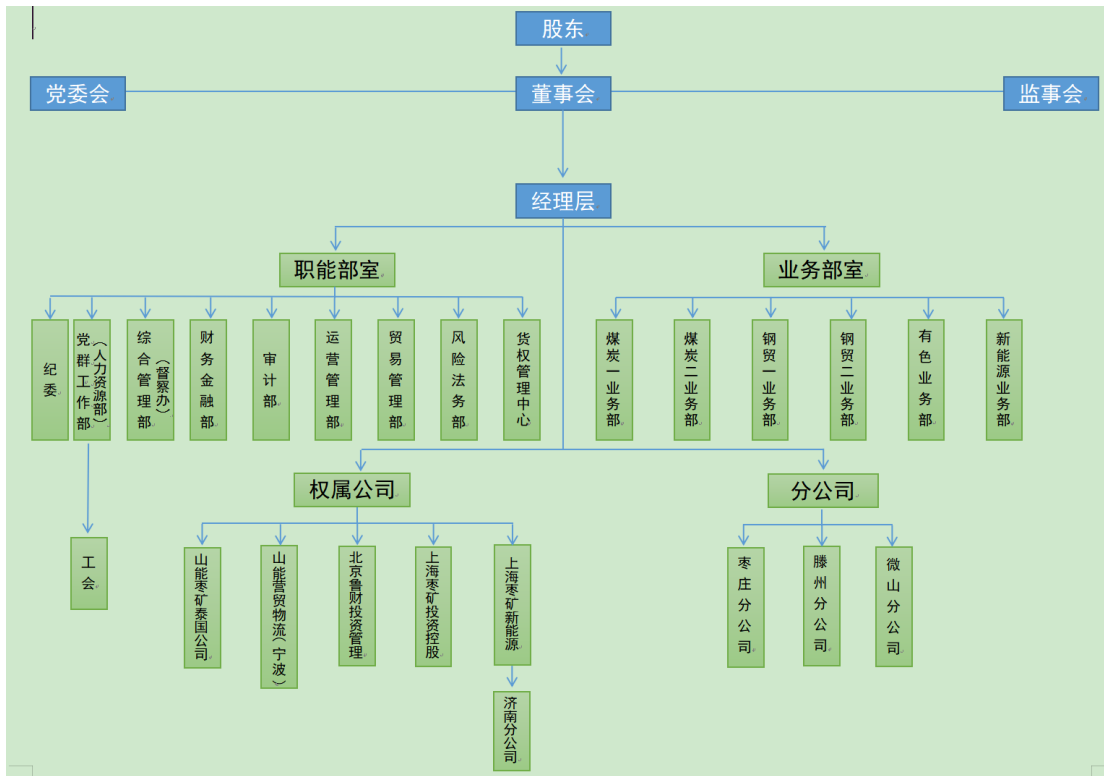 股东
党委会
董事会
监事会
经理层
职能部室
业务部室
纪委
党群工作部
（人力资源部）
综合管理部
（督察办）
财务金融部
审计部
运营管理部
贸易管理部
风险法务部
货权管理中心
煤炭一业务部
煤炭二业务部
钢贸一业务部
钢贸二业务部
有色业务部
新能源业务部
权属公司
分公司
工会
山能枣矿泰国公司
山能营贸物流（宁波）
北京鲁财投资管理
上海枣矿投资控股
上海枣矿新能源
枣庄分公司
滕州分公司
微山分公司
济南分公司